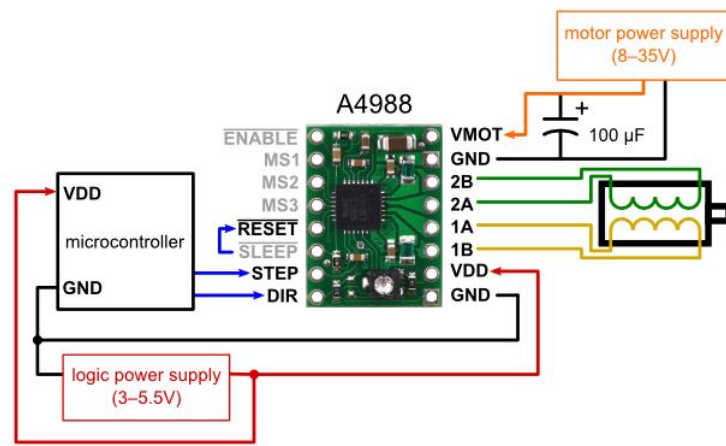 motor power supply
(8–35V)
A4988
+
100 µF
ENABLE
MS1
MS2
MS3
RESET
SLEEP
STEP
DIR
VMOT
GND
2B
2A
1A
1B
VDD
GND
VDD
microcontroller
GND
logic power supply
(3–5.5V)